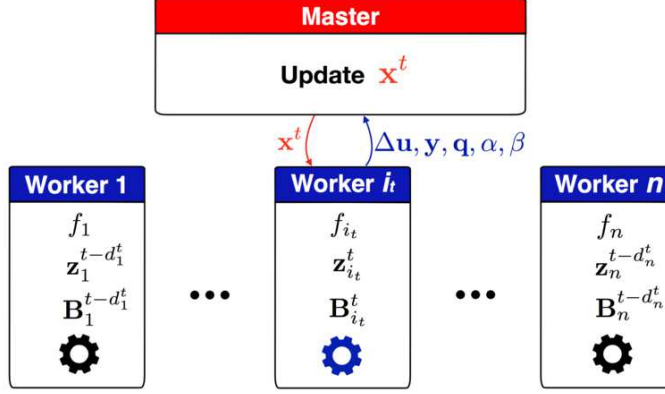 Master
Update x^t
x^t Δu, y, q, α, β
Worker 1 Worker i_t Worker n
f_1 f_{i_t} f_n
z_1^{t-d_1^t} z_{i_t}^t z_n^{t-d_n^t}
••• •••
B_1^{t-d_1^t} B_{i_t}^t B_n^{t-d_n^t}